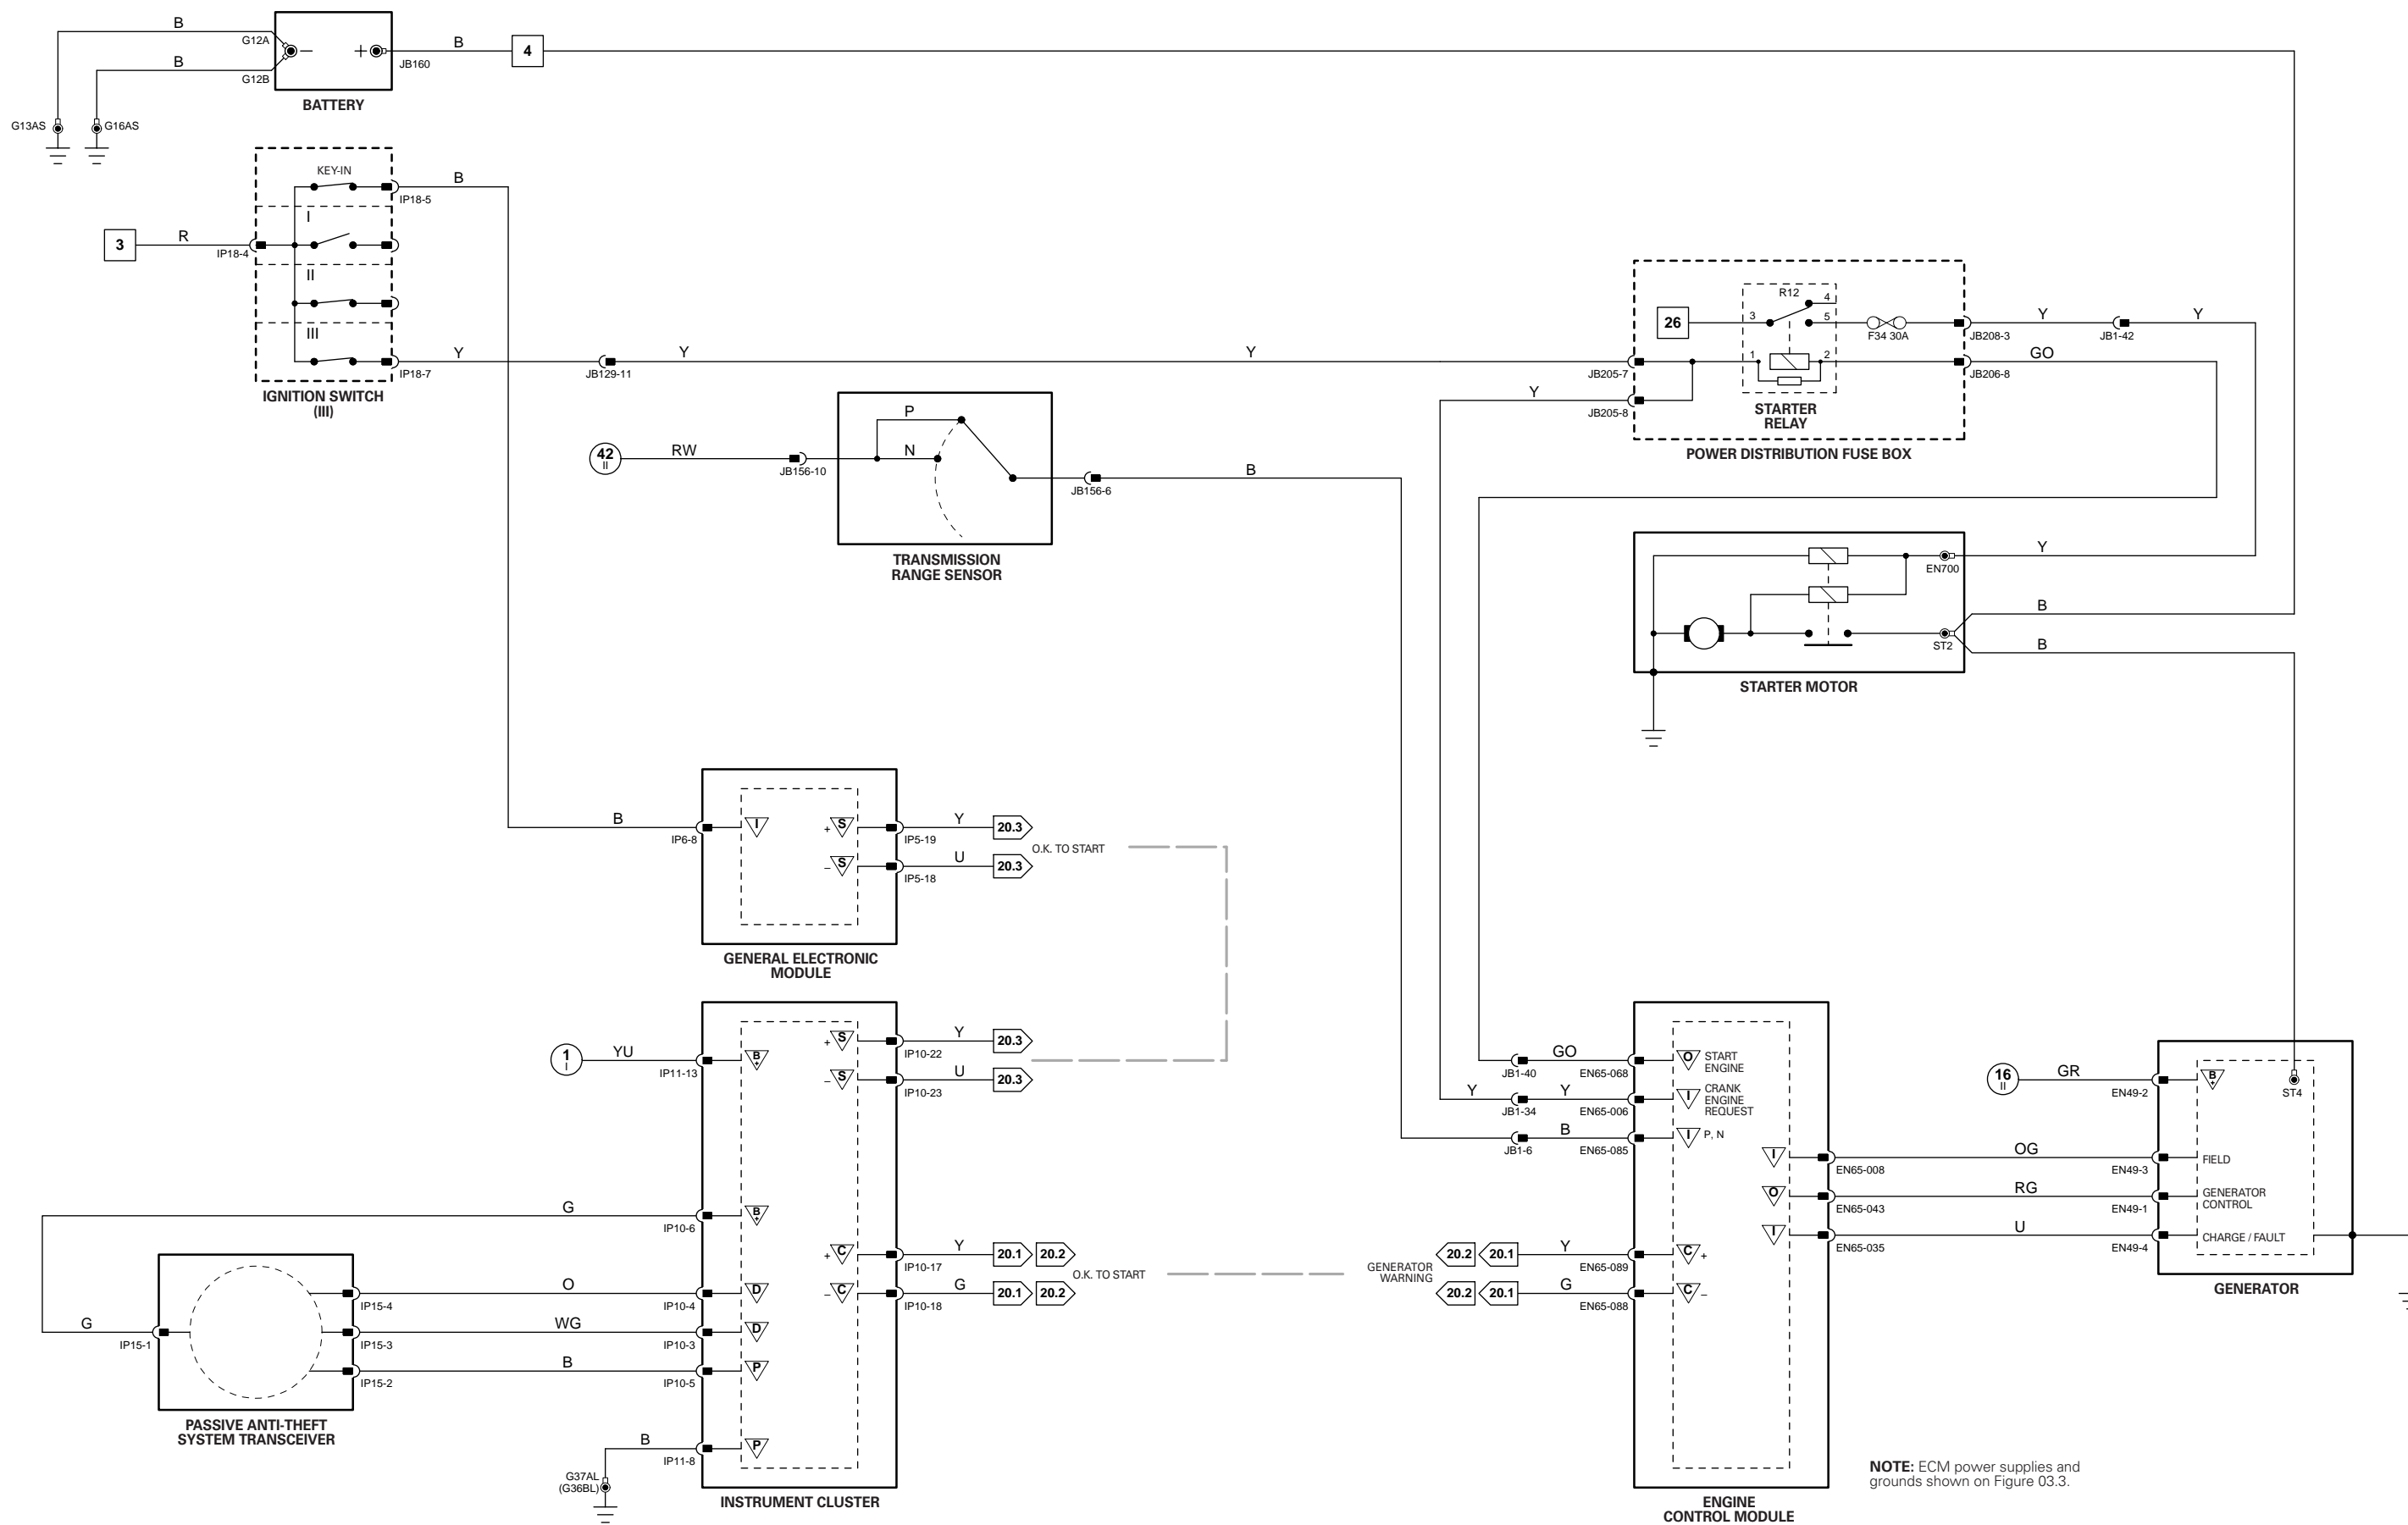 B
G12A
B
G12B
− + JB160
B
4
BATTERY
G13AS
G16AS
KEY-IN
B
IP18-5
I
3
R
IP18-4
II
III
Y
IP18-7
IGNITION SWITCH
(III)
Y
JB129-11
Y
JB205-7
Y
JB205-8
26
R12
3
4
5
1
2
F34 30A
STARTER
RELAY
POWER DISTRIBUTION FUSE BOX
JB208-3
Y
JB1-42
Y
GO
JB206-8
42
II
RW
JB156-10
P
N
JB156-6
B
TRANSMISSION
RANGE SENSOR
EN700
Y
B
ST2
B
STARTER MOTOR
B
IP6-8
I
+ S
IP5-19
Y
20.3
O.K. TO START
− S
IP5-18
U
20.3
GENERAL ELECTRONIC
MODULE
1
I
YU
IP11-13
B
+
+ S
IP10-22
Y
20.3
− S
IP10-23
U
20.3
G
IP10-6
B
+
+ C
IP10-17
Y
20.1 20.2
O.K. TO START
− C
IP10-18
G
20.1 20.2
G
IP15-1
IP15-4
O
IP10-4
D
IP15-3
WG
IP10-3
D
IP15-2
B
IP10-5
P
PASSIVE ANTI-THEFT
SYSTEM TRANSCEIVER
B
IP11-8
P
G37AL
(G36BL)
INSTRUMENT CLUSTER
JB1-40
GO
EN65-068
O
START
ENGINE
Y
JB1-34
Y
EN65-006
I
CRANK
ENGINE
REQUEST
JB1-6
B
EN65-085
I
P, N
I
EN65-008
OG
EN49-3
FIELD
O
EN65-043
RG
EN49-1
GENERATOR
CONTROL
I
EN65-035
U
EN49-4
CHARGE / FAULT
GENERATOR
WARNING
20.2 20.1
Y
EN65-089
C +
20.2 20.1
G
EN65-088
C −
ENGINE
CONTROL MODULE
16
II
GR
EN49-2
B
+
ST4
GENERATOR
NOTE: ECM power supplies and
grounds shown on Figure 03.3.